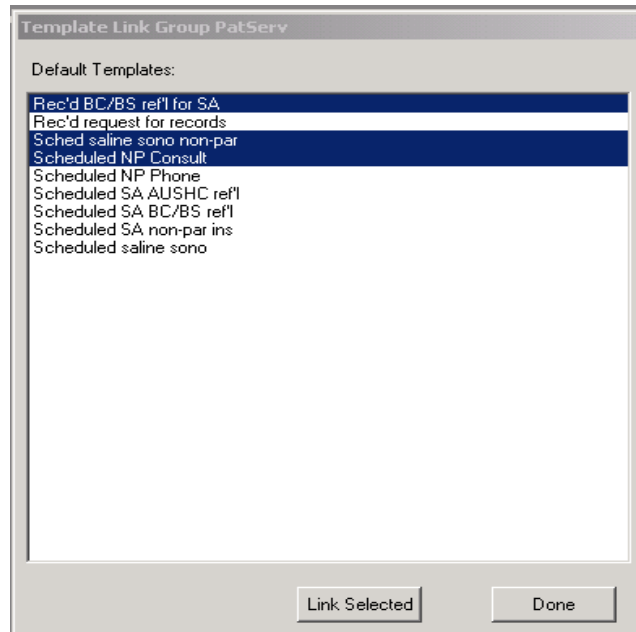 Template Link Group PatServ
Default Templates:
Rec'd BC/BS ref'l for SA
Rec'd request for records
Sched saline sono non-par
Scheduled NP Consult
Scheduled NP Phone
Scheduled SA AUSHC ref'l
Scheduled SA BC/BS ref'l
Scheduled SA non-par ins
Scheduled saline sono
Link Selected
Done